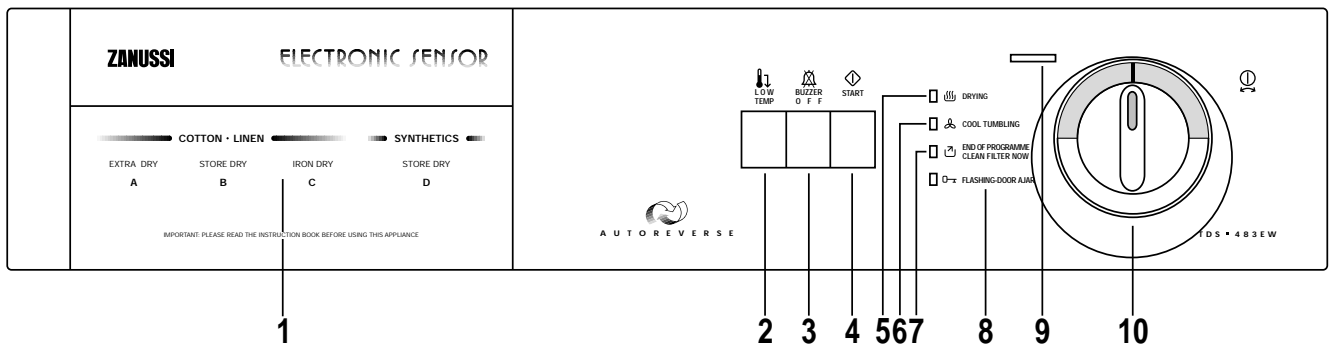 ZANUSSI
ELECTRONIC SENSOR
COTTON • LINEN
SYNTHETICS
EXTRA DRY
STORE DRY
IRON DRY
STORE DRY
A
B
C
D
IMPORTANT: PLEASE READ THE INSTRUCTION BOOK BEFORE USING THIS APPLIANCE
AUTOREVERSE
LOW
TEMP
BUZZER
OFF
START
DRYING
COOL TUMBLING
END OF PROGRAMME
CLEAN FILTER NOW
FLASHING-DOOR AJAR
TDS ▪ 483EW
1
2
3
4
5
6
7
8
9
10